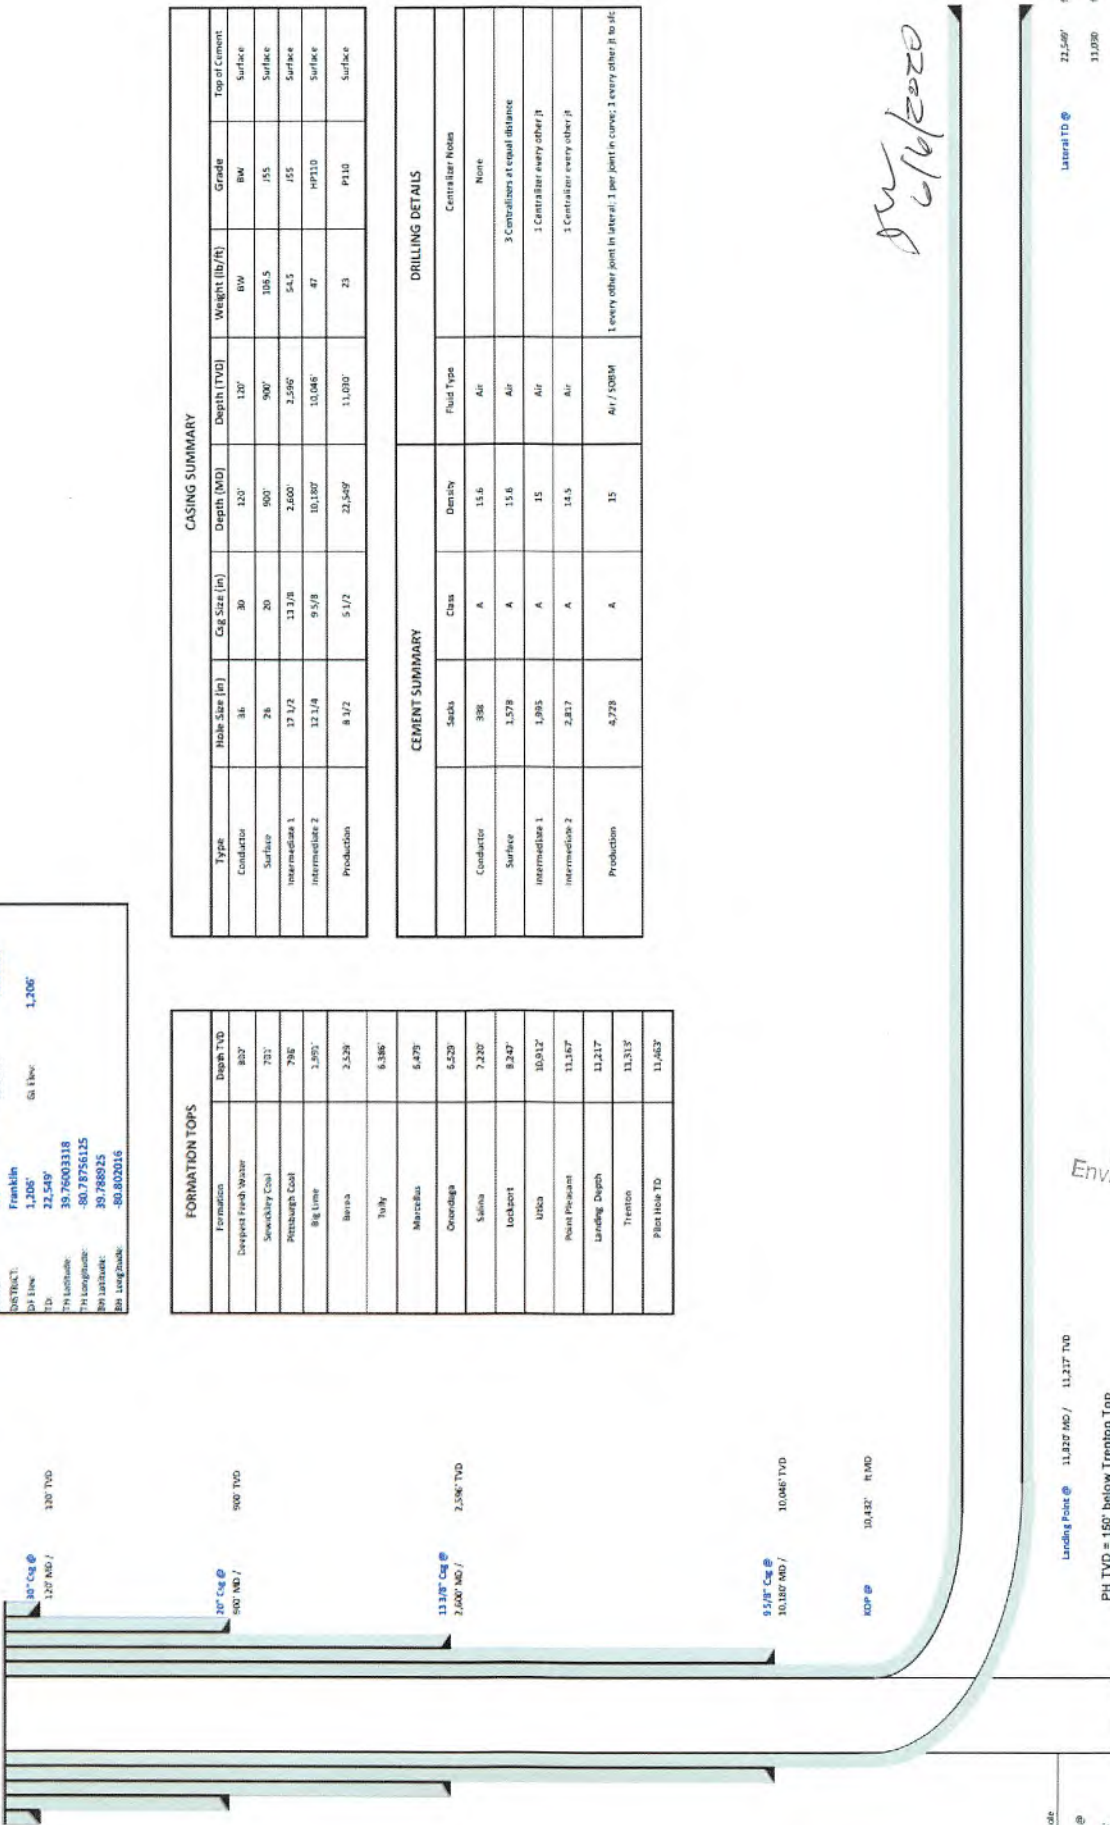 DISTRICT: Franklin
DF Elev: 1,206' GL Elev: 1,206'
TD: 22,549'
TH Latitude: 39.76003318
TH Longitude: -80.78756125
BH Latitude: 39.788925
BH Longitude: -80.802016
FORMATION TOPS
Formation Depth TVD
Deepest Fresh Water 802'
Sewickley Coal 701'
Pittsburgh Coal 796'
Big Lime 1,991'
Berea 2,529'
Tully 6,386'
Marcellus 6,479'
Onondaga 6,529'
Salina 7,220'
Lockport 8,247'
Utica 10,912'
Point Pleasant 11,167'
Landing Depth 11,217'
Trenton 11,313'
Pilot Hole TD 11,463'
CASING SUMMARY
Type Hole Size (in) Csg Size (in) Depth (MD) Depth (TVD) Weight (lb/ft) Grade Top of Cement
Conductor 36 30 120' 120' BW BW Surface
Surface 26 20 900' 900' 106.5 J55 Surface
Intermediate 1 17 1/2 13 3/8 2,600' 2,596' 54.5 J55 Surface
Intermediate 2 12 1/4 9 5/8 10,180' 10,046' 47 HP110 Surface
Production 8 1/2 5 1/2 22,549' 11,030' 23 P110 Surface
CEMENT SUMMARY DRILLING DETAILS
Sacks Class Density Fluid Type Centralizer Notes
Conductor 338 A 15.6 Air None
Surface 1,578 A 15.6 Air 3 Centralizers at equal distance
Intermediate 1 1,995 A 15 Air 1 Centralizer every other jt
Intermediate 2 2,817 A 14.5 Air 1 Centralizer every other jt
Production 4,728 A 15 Air / SOBM 1 every other joint in lateral; 1 per joint in curve; 1 every other jt to sfc
30" Csg @
120' MD / 120' TVD
20" Csg @
900' MD / 900' TVD
13 3/8" Csg @
2,600' MD / 2,596' TVD
9 5/8" Csg @
10,180' MD / 10,046' TVD
KOP @ 10,432' ft MD
6/6/2020
Landing Point @ 11,820' MD / 11,217' TVD
Lateral TD @ 22,549'
11,030
PH TVD = 150' below Trenton Top
Env